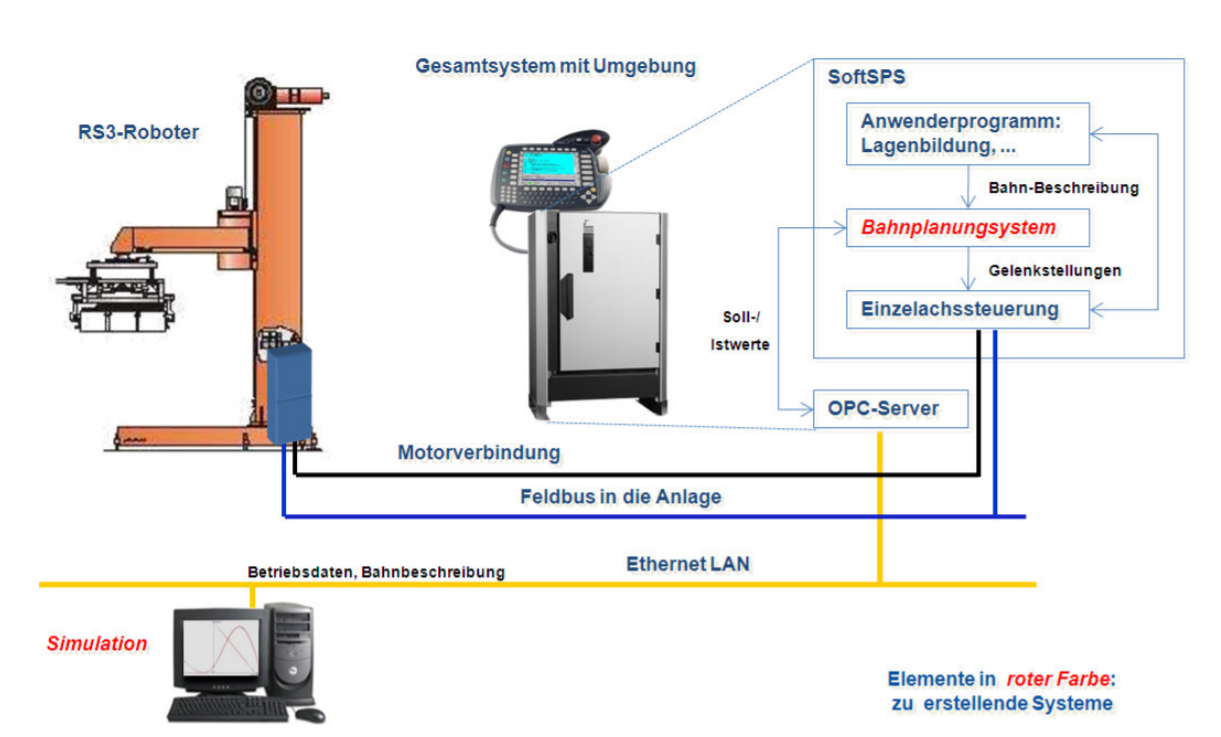 Gesamtsystem mit Umgebung
SoftSPS
RS3-Roboter
Anwenderprogramm:
Lagenbildung, ...
Bahn-Beschreibung
Bahnplanungsystem
Gelenkstellungen
Einzelachssteuerung
Soll-/
Istwerte
OPC-Server
Motorverbindung
Feldbus in die Anlage
Ethernet LAN
Betriebsdaten, Bahnbeschreibung
Simulation
Elemente in roter Farbe:
zu erstellende Systeme